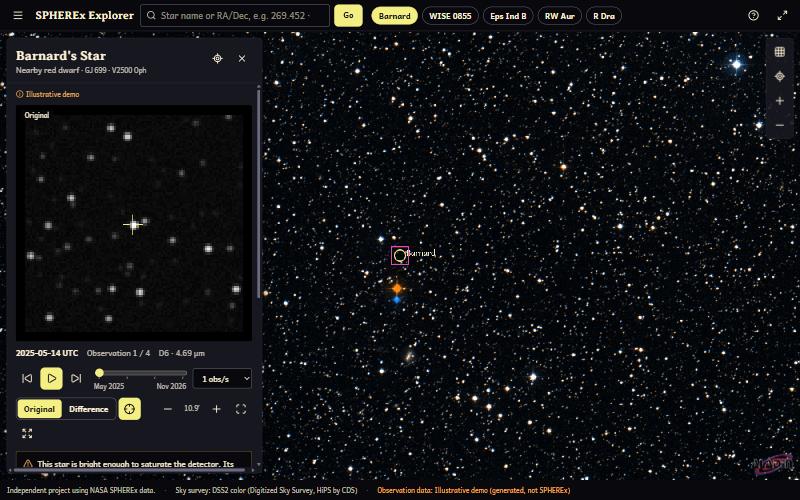 SPHEREx Explorer
Star name or RA/Dec, e.g. 269.452 ·
Go
Barnard
WISE 0855
Eps Ind B
RW Aur
R Dra
Barnard's Star
Nearby red dwarf · GJ 699 · V2500 Oph
Illustrative demo
Original
Barnard
2025-05-14 UTC Observation 1 / 4 D6 · 4.69 µm
May 2025 Nov 2026
1 obs/s
Original Difference
10.9'
This star is bright enough to saturate the detector. Its
Independent project using NASA SPHEREx data. · Sky survey: DSS2 color (Digitized Sky Survey, HiPS by CDS) · Observation data: Illustrative demo (generated, not SPHEREx)